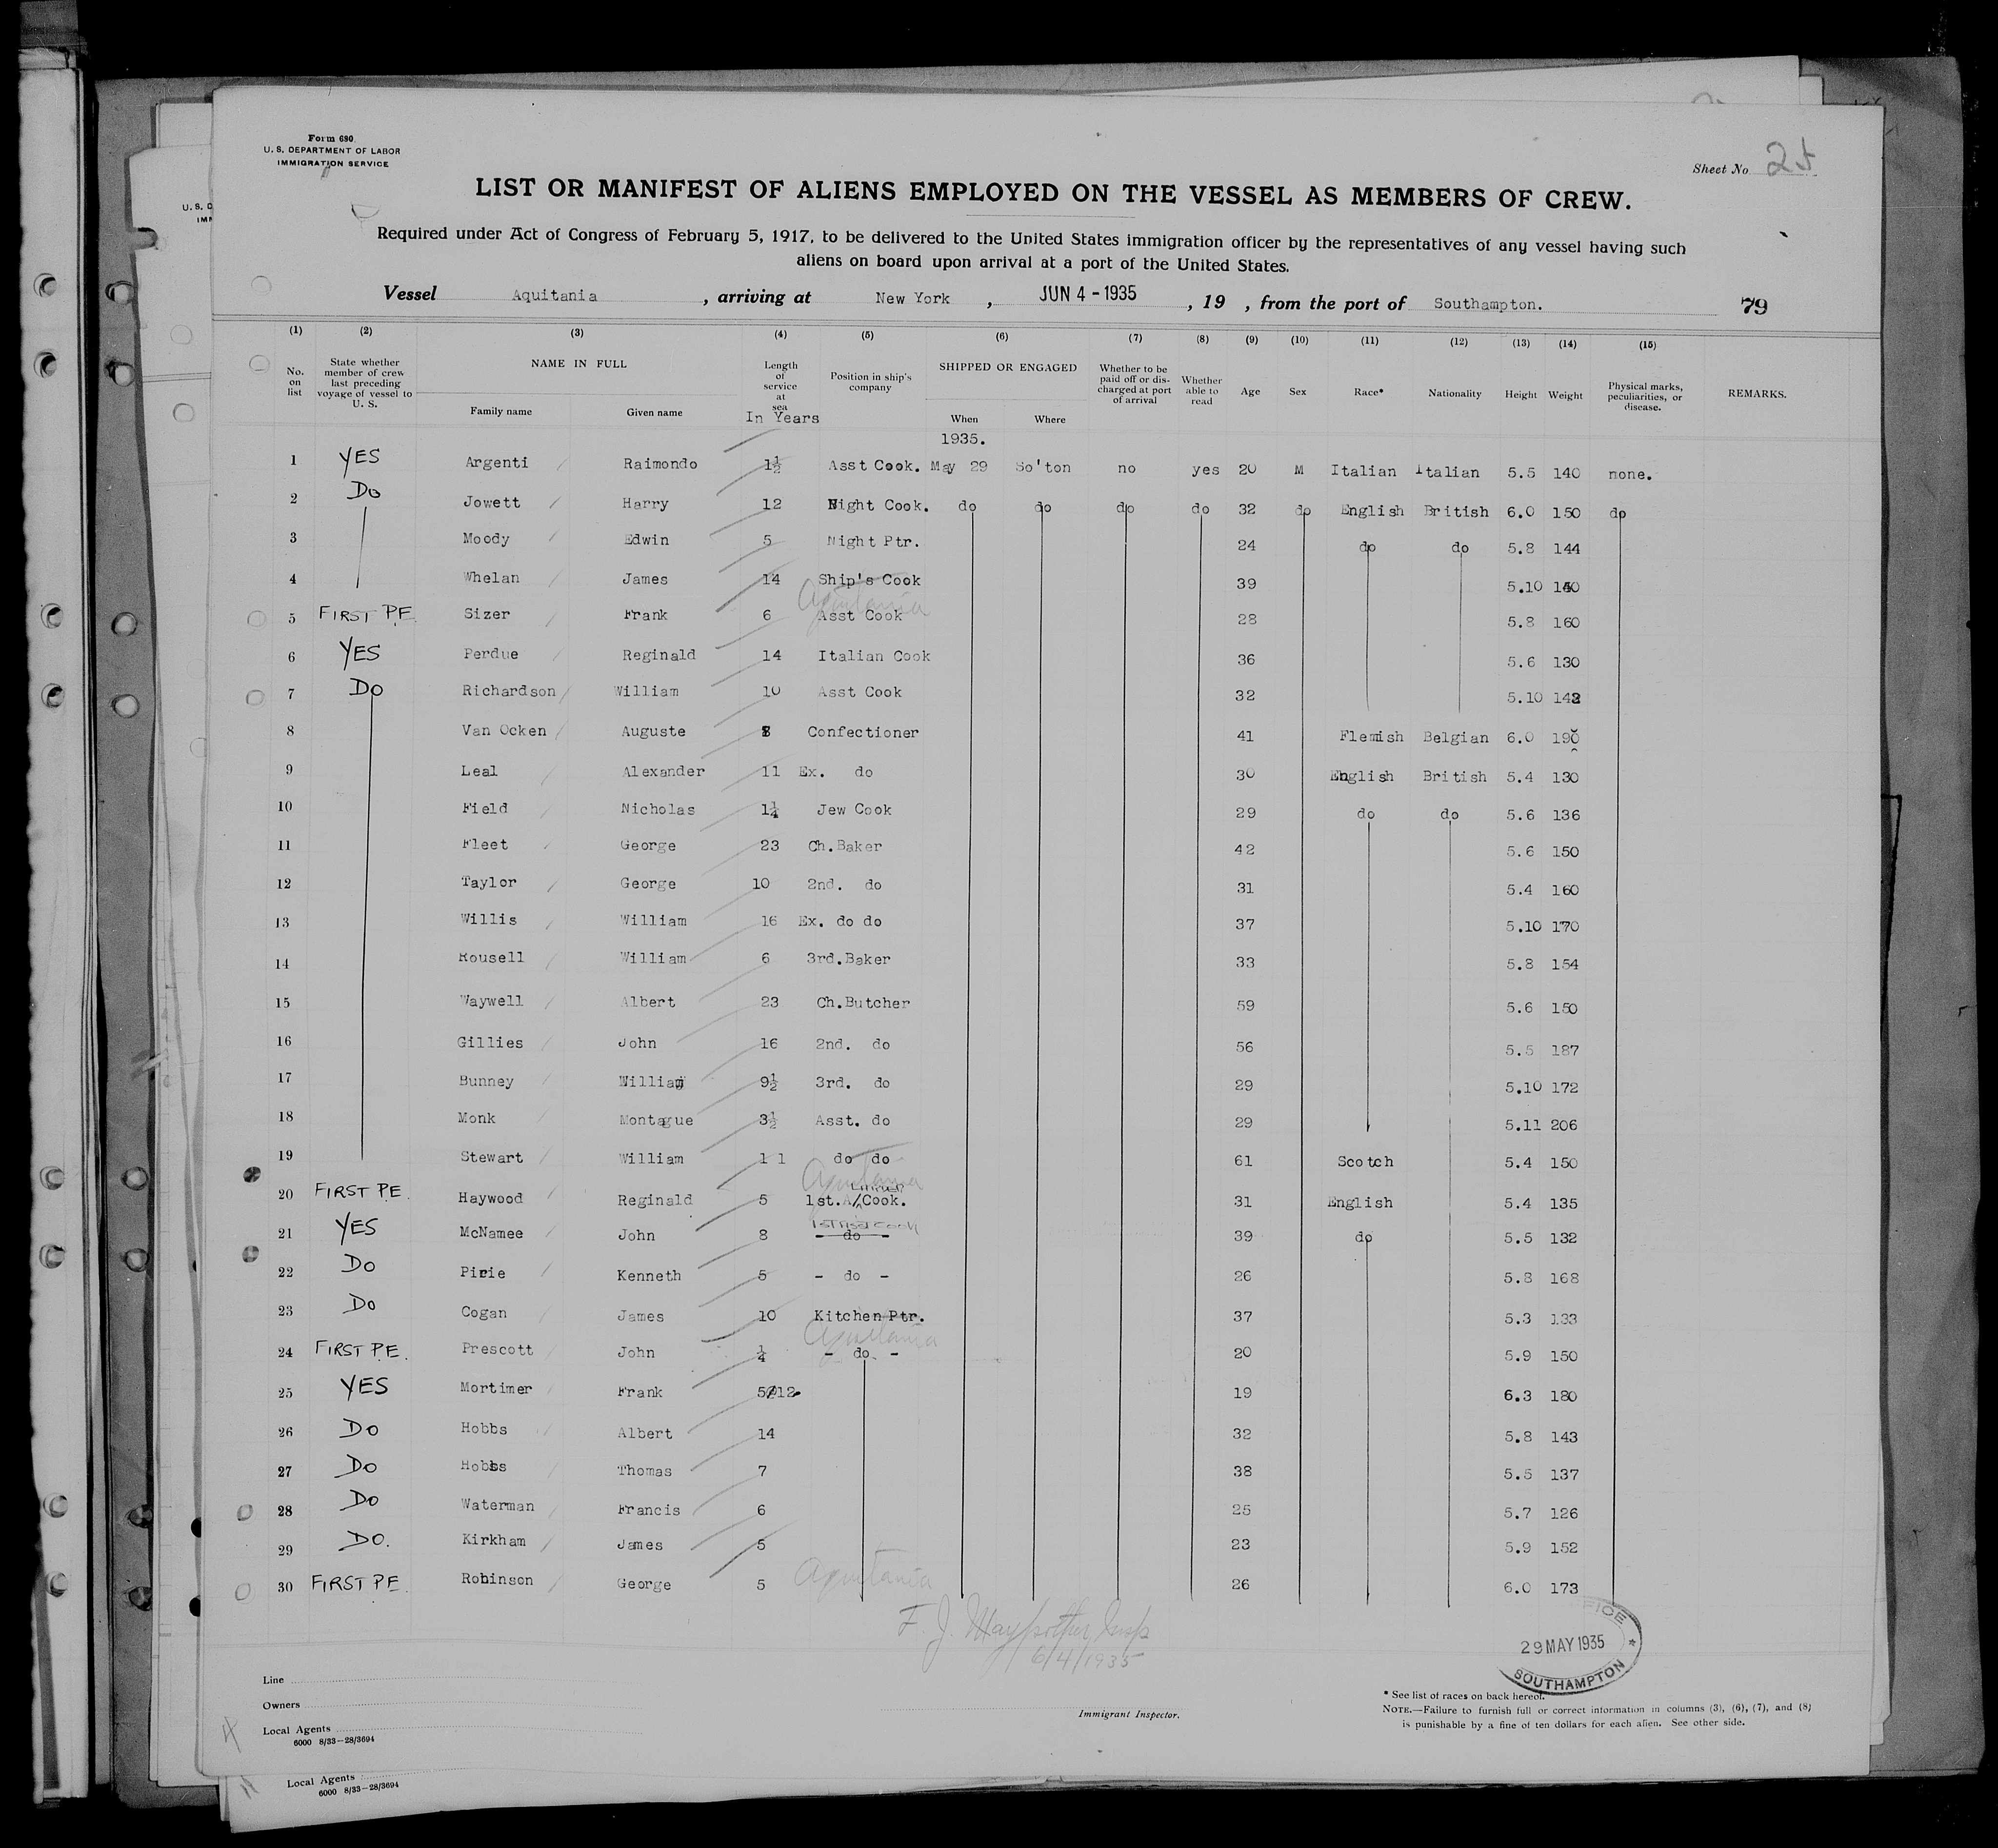 Form 680
U. S. DEPARTMENT OF LABOR
IMMIGRATION SERVICE
Sheet No 25
LIST OR MANIFEST OF ALIENS EMPLOYED ON THE VESSEL AS MEMBERS OF CREW.
Required under Act of Congress of February 5, 1917, to be delivered to the United States immigration officer by the representatives of any vessel having such
aliens on board upon arrival at a port of the United States.
Vessel Aquitania , arriving at New York , JUN 4 - 1935 , 19 , from the port of Southampton. 79
(1) (2) (3) (4) (5) (6) (7) (8) (9) (10) (11) (12) (13) (14) (15)
No. on list State whether member of crew last preceding voyage of vessel to U. S. NAME IN FULL Family name Given name Length of service at sea In Years Position in ship's company SHIPPED OR ENGAGED When Where Whether to be paid off or discharged at port of arrival Whether able to read Age Sex Race* Nationality Height Weight Physical marks, peculiarities, or disease. REMARKS.
1935.
1 YES Argenti Raimondo 1½ Asst Cook. May 29 So'ton no yes 20 M Italian Italian 5.5 140 none.
2 Do Jowett Harry 12 Night Cook. do do do do 32 do English British 6.0 150 do
3 Moody Edwin 5 Night Ptr. 24 do do 5.8 144
4 Whelan James 14 Ship's Cook 39 5.10 140
Aquitania
5 FIRST P.E. Sizer Frank 6 Asst Cook 28 5.8 160
6 YES Perdue Reginald 14 Italian Cook 36 5.6 130
7 Do Richardson William 10 Asst Cook 32 5.10 142
8 Van Ocken Auguste 8 Confectioner 41 Flemish Belgian 6.0 190
9 Leal Alexander 11 Ex. do 30 English British 5.4 130
10 Field Nicholas 1¼ Jew Cook 29 do do 5.6 136
11 Fleet George 23 Ch.Baker 42 5.6 150
12 Taylor George 10 2nd. do 31 5.4 160
13 Willis William 16 Ex. do do 37 5.10 170
14 Rousell William 6 3rd.Baker 33 5.8 154
15 Waywell Albert 23 Ch.Butcher 59 5.6 150
16 Gillies John 16 2nd. do 56 5.5 187
17 Bunney William 9½ 3rd. do 29 5.10 172
18 Monk Montague 3½ Asst. do 29 5.11 206
19 Stewart William 11 do do 61 Scotch 5.4 150
Aquitania
20 FIRST P.E. Haywood Reginald 5 1st.A/Cook. 31 English 5.4 135
1st Asst Cook
21 YES McNamee John 8 - do - 39 do 5.5 132
22 Do Pirie Kenneth 5 - do - 26 5.8 168
23 Do Cogan James 10 Kitchen Ptr. 37 5.3 133
Aquitania
24 FIRST P.E. Prescott John ¼ - do - 20 5.9 150
25 YES Mortimer Frank 5/12 19 6.3 180
26 Do Hobbs Albert 14 32 5.8 143
27 Do Hobbs Thomas 7 38 5.5 137
28 Do Waterman Francis 6 25 5.7 126
29 Do. Kirkham James 5 23 5.9 152
30 FIRST P.E. Robinson George 5 Aquitania 26 6.0 173
F. J. Insp
6/4/1935
29 MAY 1935
SOUTHAMPTON
Line
Owners
Local Agents
6000 8/33—28/3694
Immigrant Inspector.
* See list of races on back hereof.
NOTE.—Failure to furnish full or correct information in columns (3), (6), (7), and (8)
is punishable by a fine of ten dollars for each alien. See other side.
Local Agents
6000 8/33—28/3694